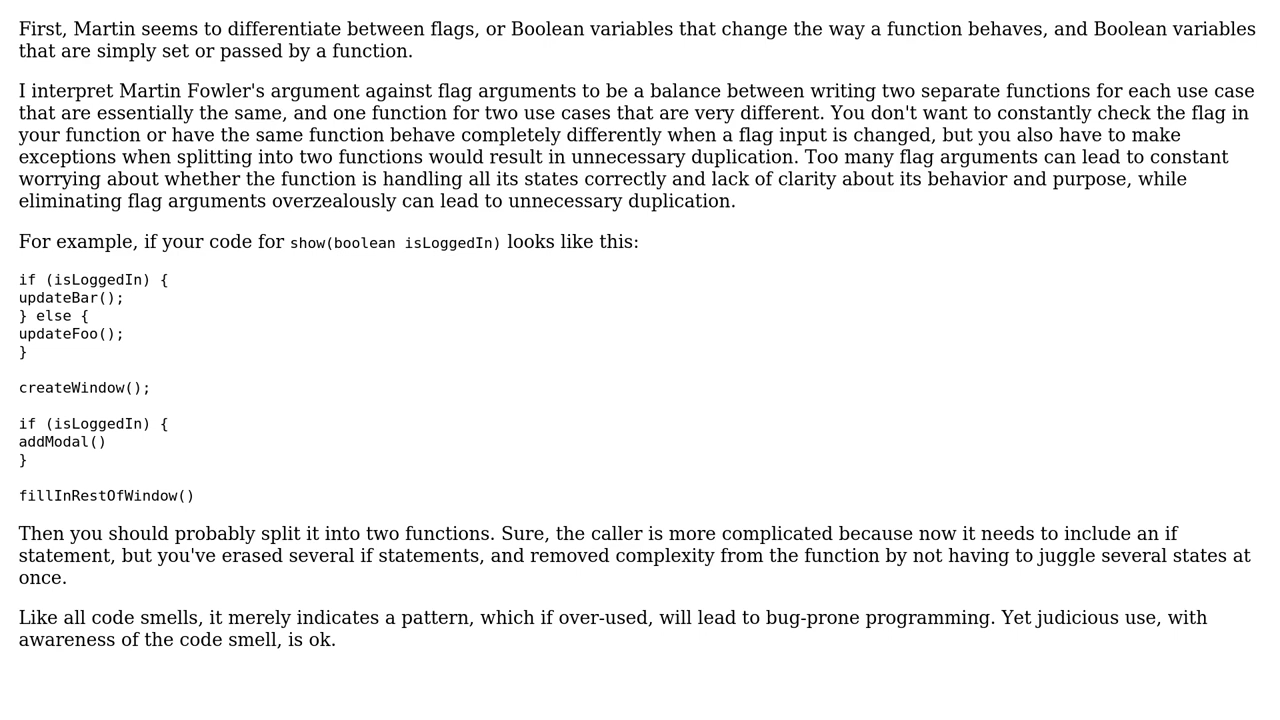 First, Martin seems to differentiate between flags, or Boolean variables that change the way a function behaves, and Boolean variables
that are simply set or passed by a function.
I interpret Martin Fowler's argument against flag arguments to be a balance between writing two separate functions for each use case
that are essentially the same, and one function for two use cases that are very different. You don't want to constantly check the flag in
your function or have the same function behave completely differently when a flag input is changed, but you also have to make
exceptions when splitting into two functions would result in unnecessary duplication. Too many flag arguments can lead to constant
worrying about whether the function is handling all its states correctly and lack of clarity about its behavior and purpose, while
eliminating flag arguments overzealously can lead to unnecessary duplication.
For example, if your code for show(boolean isLoggedIn) looks like this:
if (isLoggedIn) {
updateBar();
} else {
updateFoo();
}
createWindow();
if (isLoggedIn) {
addModal()
}
fillInRestOfWindow()
Then you should probably split it into two functions. Sure, the caller is more complicated because now it needs to include an if
statement, but you've erased several if statements, and removed complexity from the function by not having to juggle several states at
once.
Like all code smells, it merely indicates a pattern, which if over-used, will lead to bug-prone programming. Yet judicious use, with
awareness of the code smell, is ok.